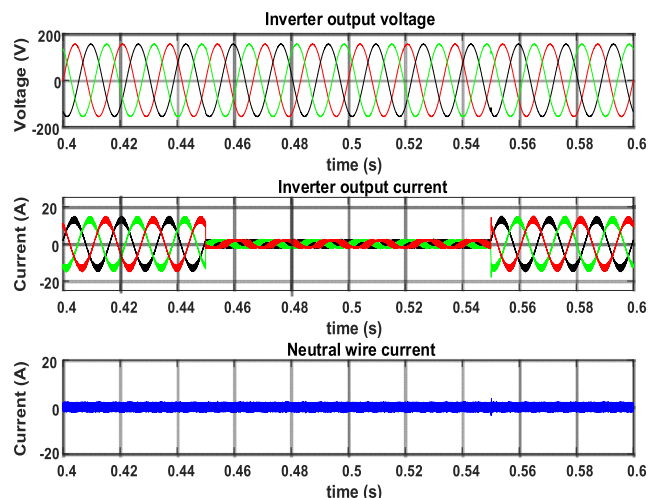 Inverter output voltage
Voltage (V)
200
0
-200
0.4 0.42 0.44 0.46 0.48 0.5 0.52 0.54 0.56 0.58 0.6
time (s)
Inverter output current
Current (A)
20
0
-20
0.4 0.42 0.44 0.46 0.48 0.5 0.52 0.54 0.56 0.58 0.6
time (s)
Neutral wire current
Current (A)
20
0
-20
0.4 0.42 0.44 0.46 0.48 0.5 0.52 0.54 0.56 0.58 0.6
time (s)